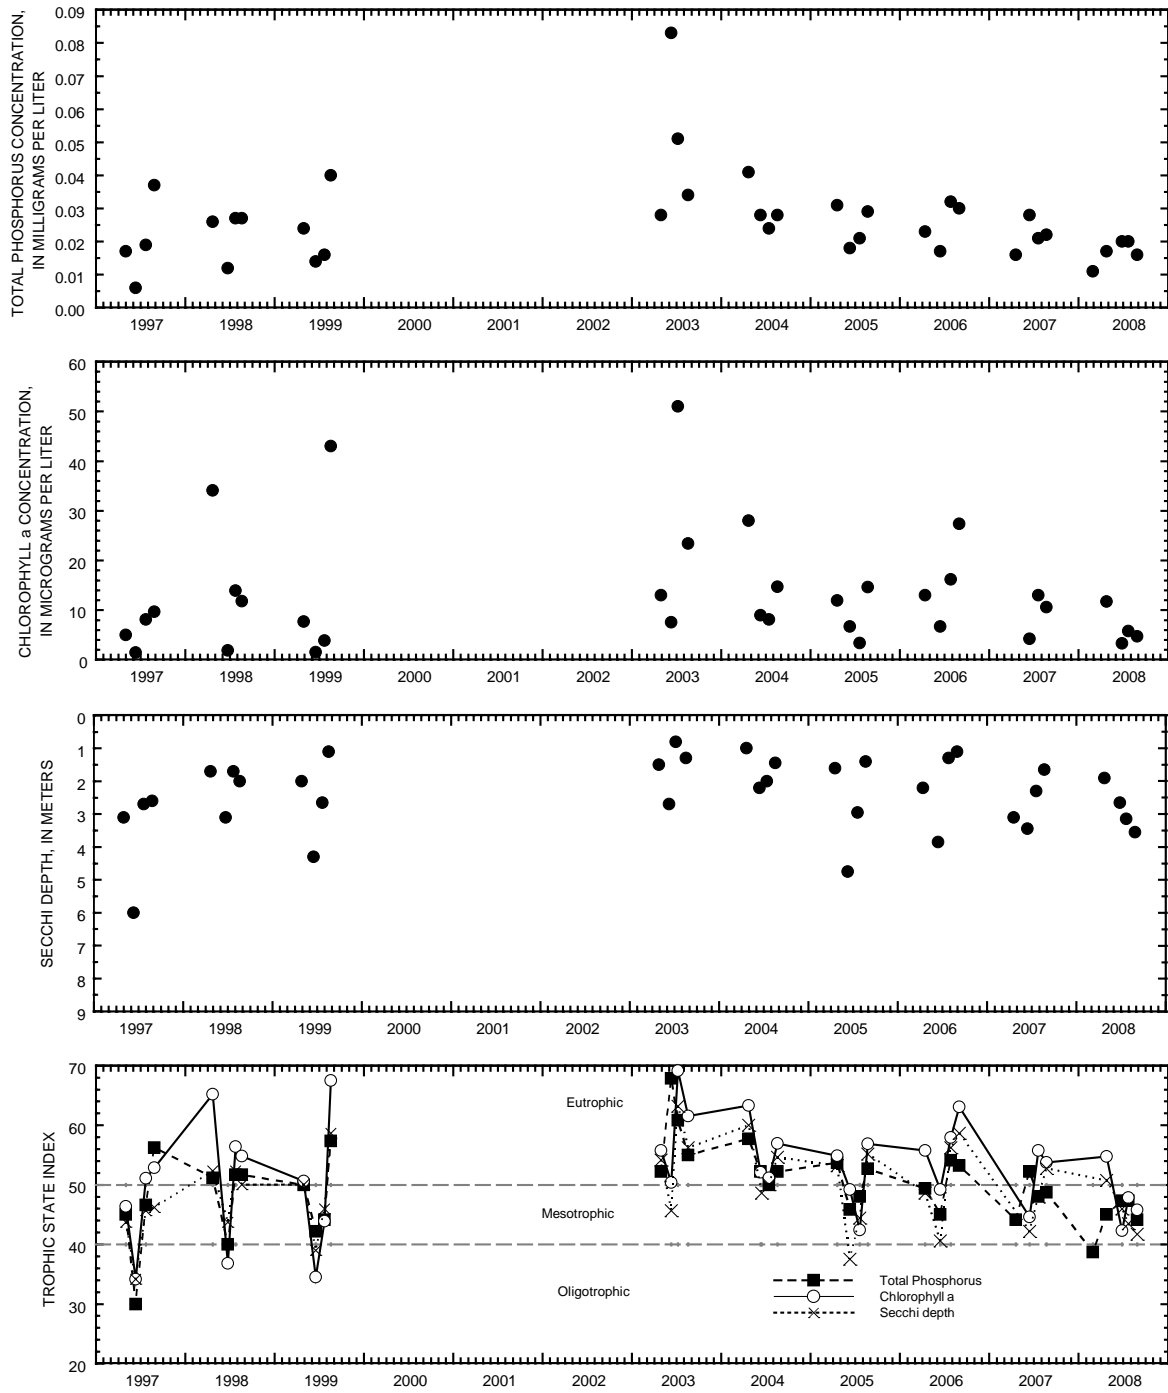 TOTAL PHOSPHORUS CONCENTRATION,
IN MILLIGRAMS PER LITER
0.09
0.08
0.07
0.06
0.05
0.04
0.03
0.02
0.01
0.00
1997 1998 1999 2000 2001 2002 2003 2004 2005 2006 2007 2008
CHLOROPHYLL a CONCENTRATION,
IN MICROGRAMS PER LITER
60
50
40
30
20
10
0
1997 1998 1999 2000 2001 2002 2003 2004 2005 2006 2007 2008
SECCHI DEPTH, IN METERS
0
1
2
3
4
5
6
7
8
9
1997 1998 1999 2000 2001 2002 2003 2004 2005 2006 2007 2008
TROPHIC STATE INDEX
70
60
50
40
30
20
Eutrophic
Mesotrophic
Oligotrophic
Total Phosphorus
Chlorophyll a
Secchi depth
1997 1998 1999 2000 2001 2002 2003 2004 2005 2006 2007 2008